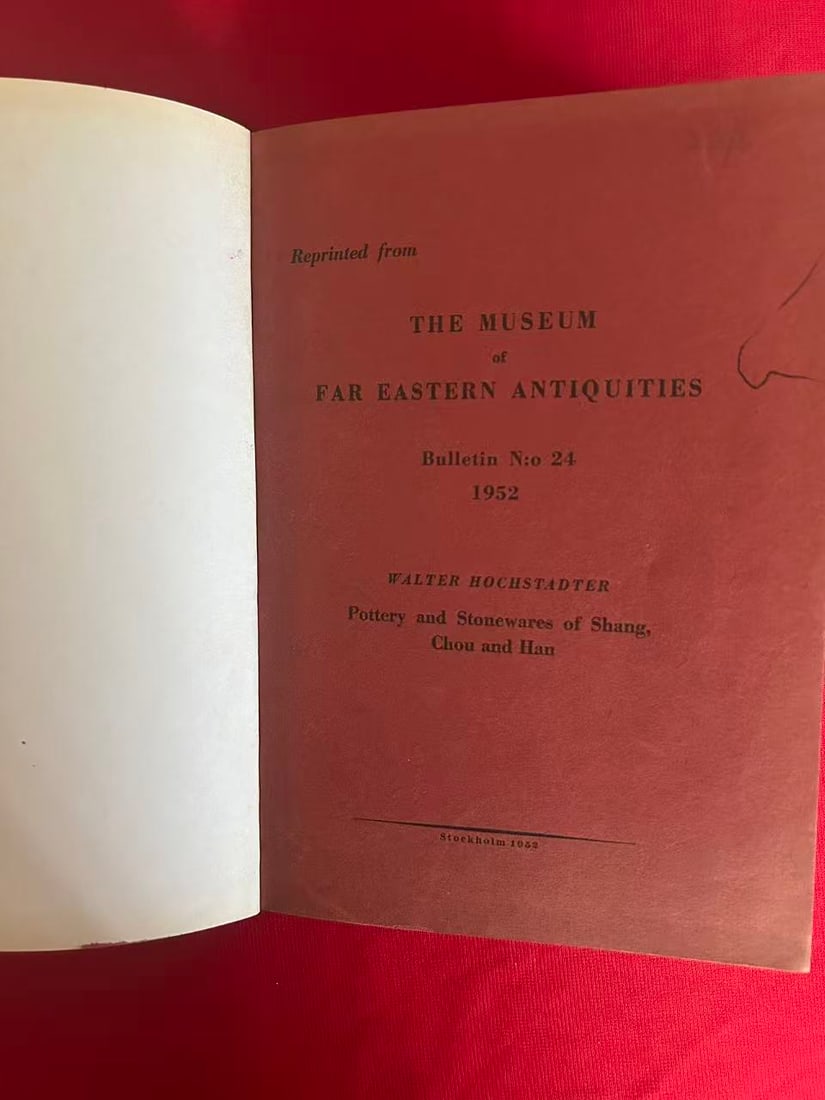 Reprinted from
THE MUSEUM
of
FAR EASTERN ANTIQUITIES
Bulletin N:o 24
1952
WALTER HOCHSTADTER
Pottery and Stonewares of Shang,
Chou and Han
Stockholm 1952